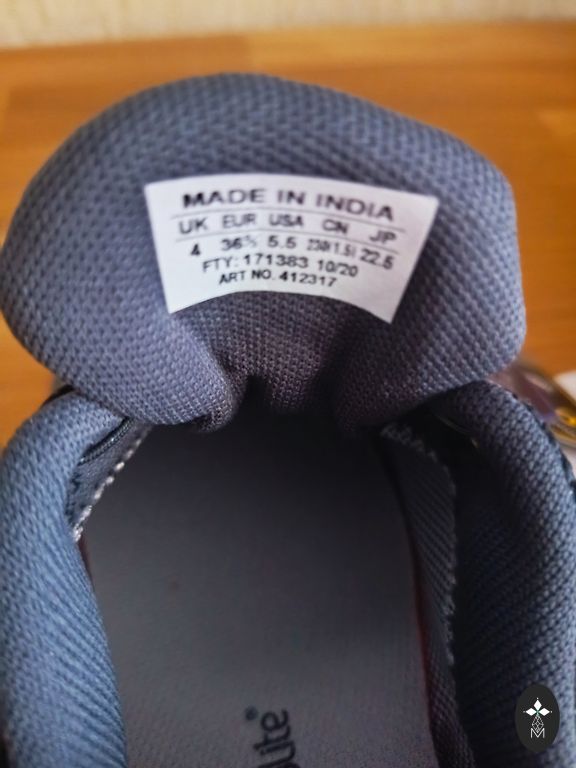 MADE IN INDIA
UK EUR USA CN JP
4 36⅔ 5.5 230(1.5) 22.5
FTY: 171383 10/20
ART NO. 412317
M